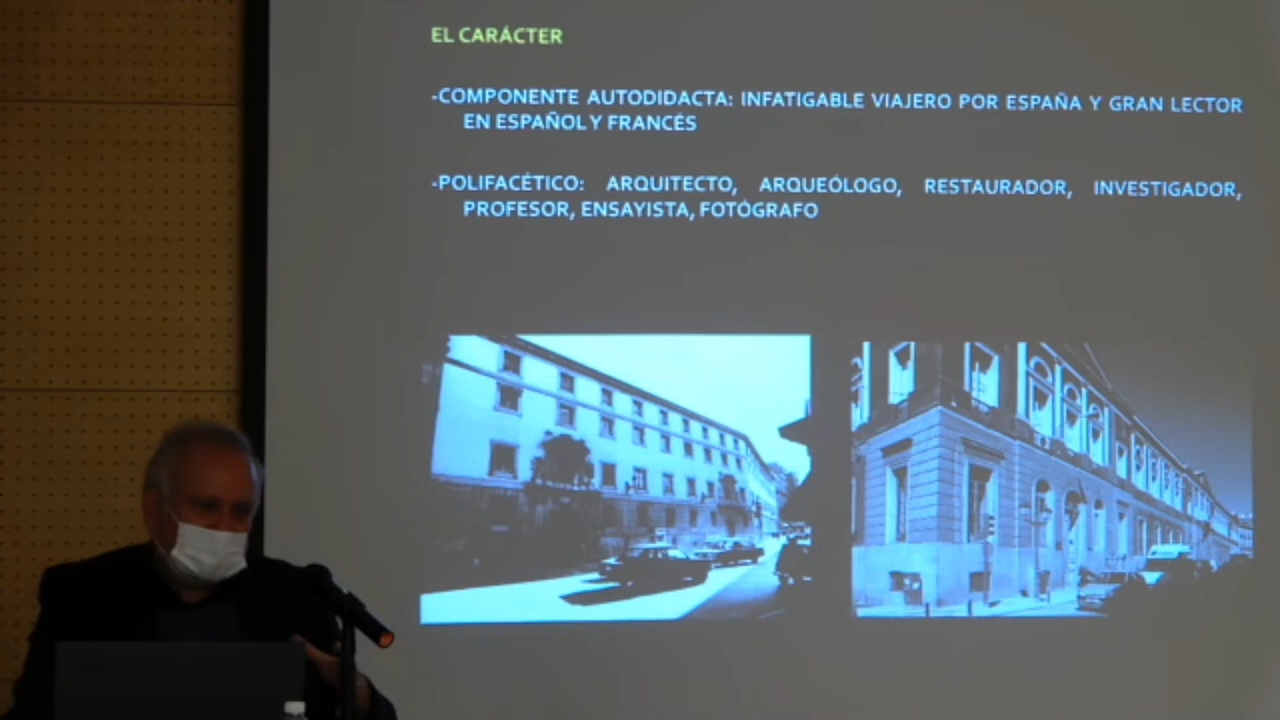 EL CARÁCTER
-COMPONENTE AUTODIDACTA: INFATIGABLE VIAJERO POR ESPAÑA Y GRAN LECTOR
EN ESPAÑOL Y FRANCÉS
-POLIFACÉTICO: ARQUITECTO, ARQUEÓLOGO, RESTAURADOR, INVESTIGADOR,
PROFESOR, ENSAYISTA, FOTÓGRAFO